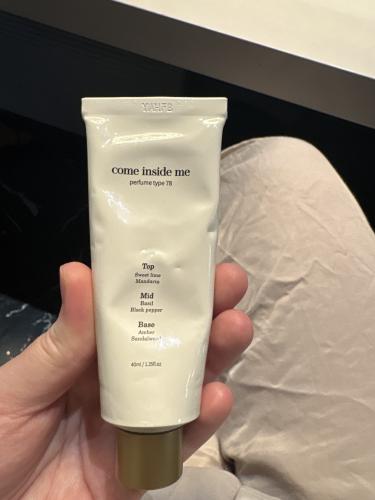 come inside me
perfume type 78
Top
Sweet lime
Mandarin
Mid
Basil
Black pepper
Base
Amber
Sandalwood
40ml / 1.35fl.oz